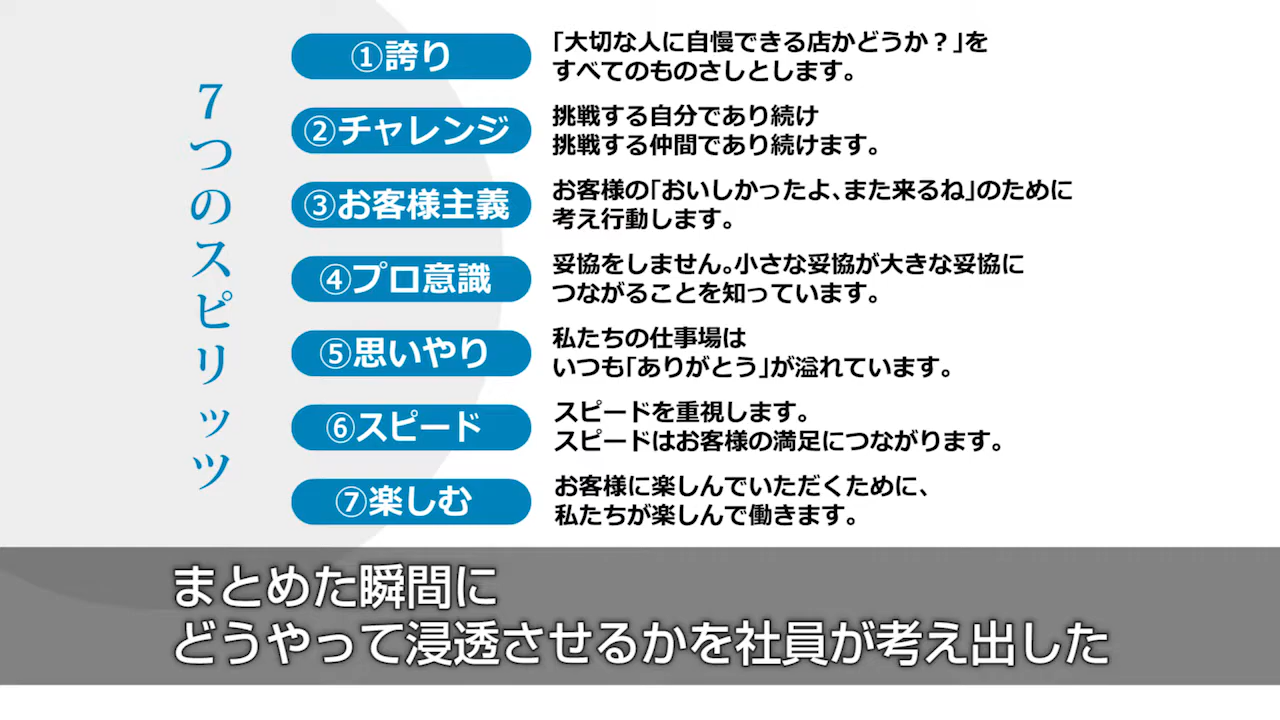 7つのスピリッツ
①誇り
「大切な人に自慢できる店かどうか？」を
すべてのものさしとします。
②チャレンジ
挑戦する自分であり続け
挑戦する仲間であり続けます。
③お客様主義
お客様の「おいしかったよ、また来るね」のために
考え行動します。
④プロ意識
妥協をしません。小さな妥協が大きな妥協に
つながることを知っています。
⑤思いやり
私たちの仕事場は
いつも「ありがとう」が溢れています。
⑥スピード
スピードを重視します。
スピードはお客様の満足につながります。
⑦楽しむ
お客様に楽しんでいただくために、
私たちが楽しんで働きます。
まとめた瞬間に
どうやって浸透させるかを社員が考え出した